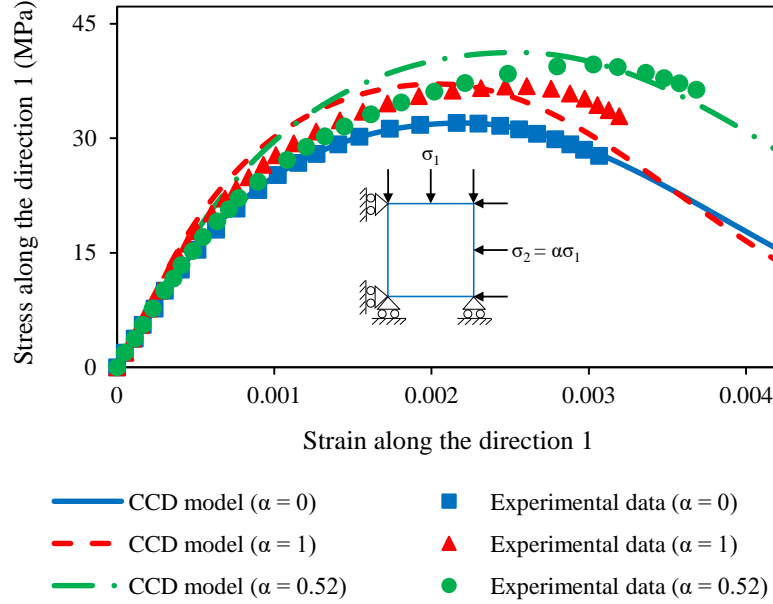 Stress along the direction 1 (MPa)
45
30
15
0
σ1
σ2 = ασ1
0 0.001 0.002 0.003 0.004
Strain along the direction 1
CCD model (α = 0) Experimental data (α = 0)
CCD model (α = 1) Experimental data (α = 1)
CCD model (α = 0.52) Experimental data (α = 0.52)